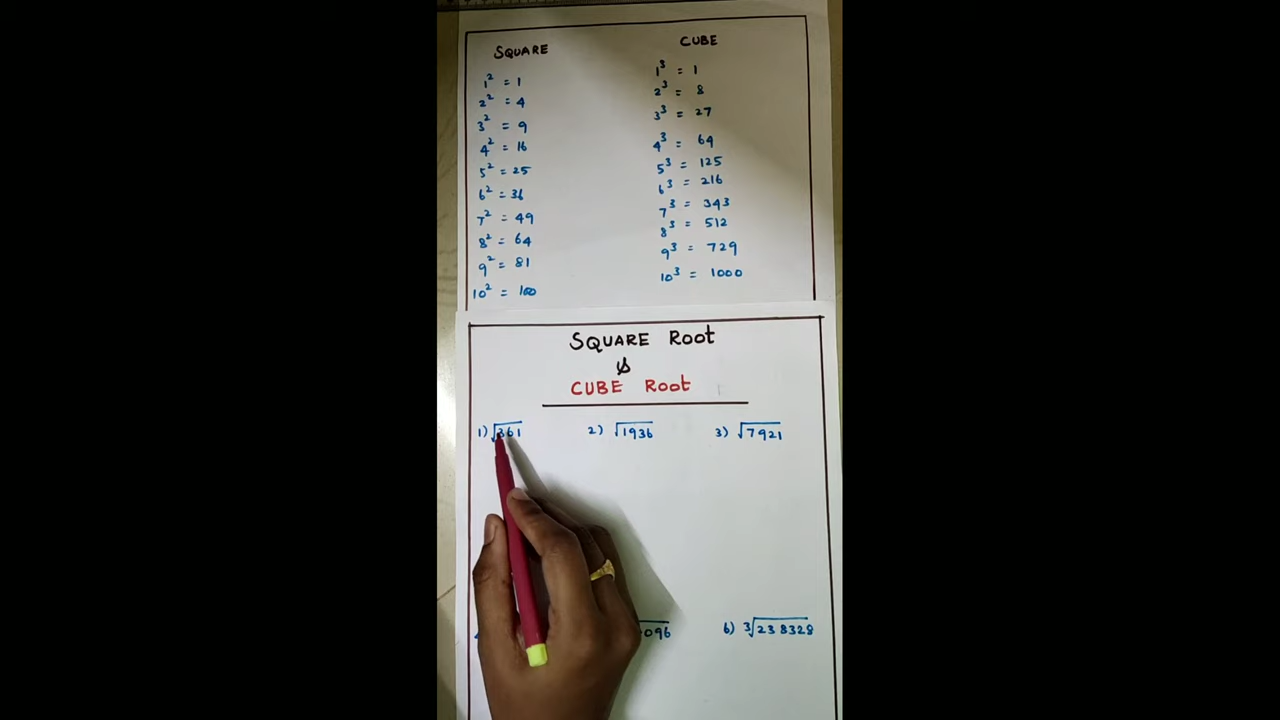 SQUARE
1² = 1
2² = 4
3² = 9
4² = 16
5² = 25
6² = 36
7² = 49
8² = 64
9² = 81
10² = 100
CUBE
1³ = 1
2³ = 8
3³ = 27
4³ = 64
5³ = 125
6³ = 216
7³ = 343
8³ = 512
9³ = 729
10³ = 1000
SQUARE Root
&
CUBE Root
1) √361
2) √1936
3) √7921
096
6) ³√238328